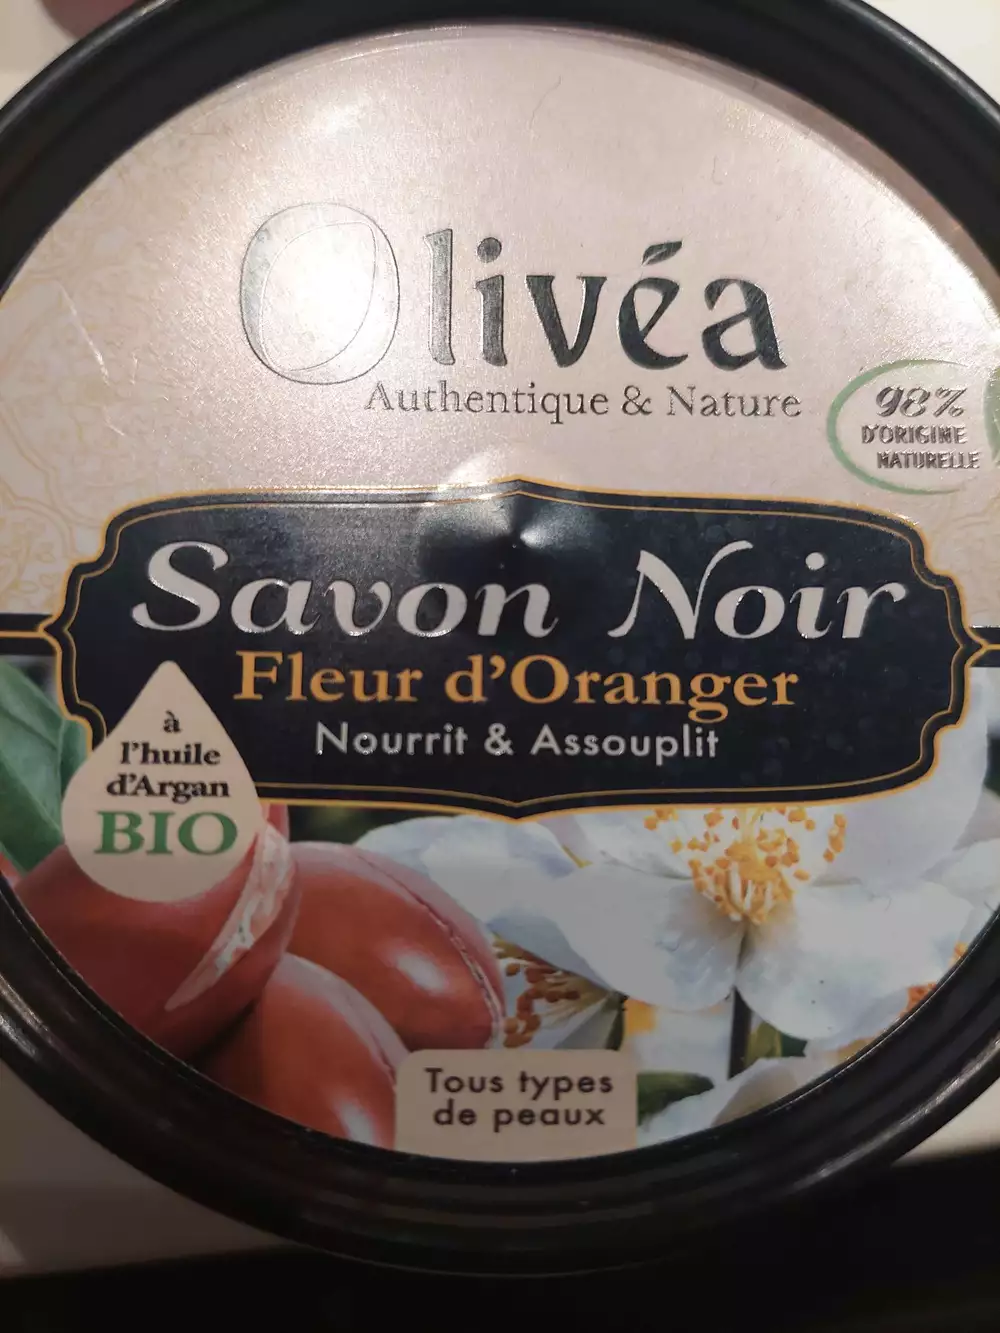 Olivéa
Authentique & Nature
98%
D'ORIGINE
NATURELLE
Savon Noir
Fleur d'Oranger
Nourrit & Assouplit
à
l'huile
d'Argan
BIO
Tous types
de peaux